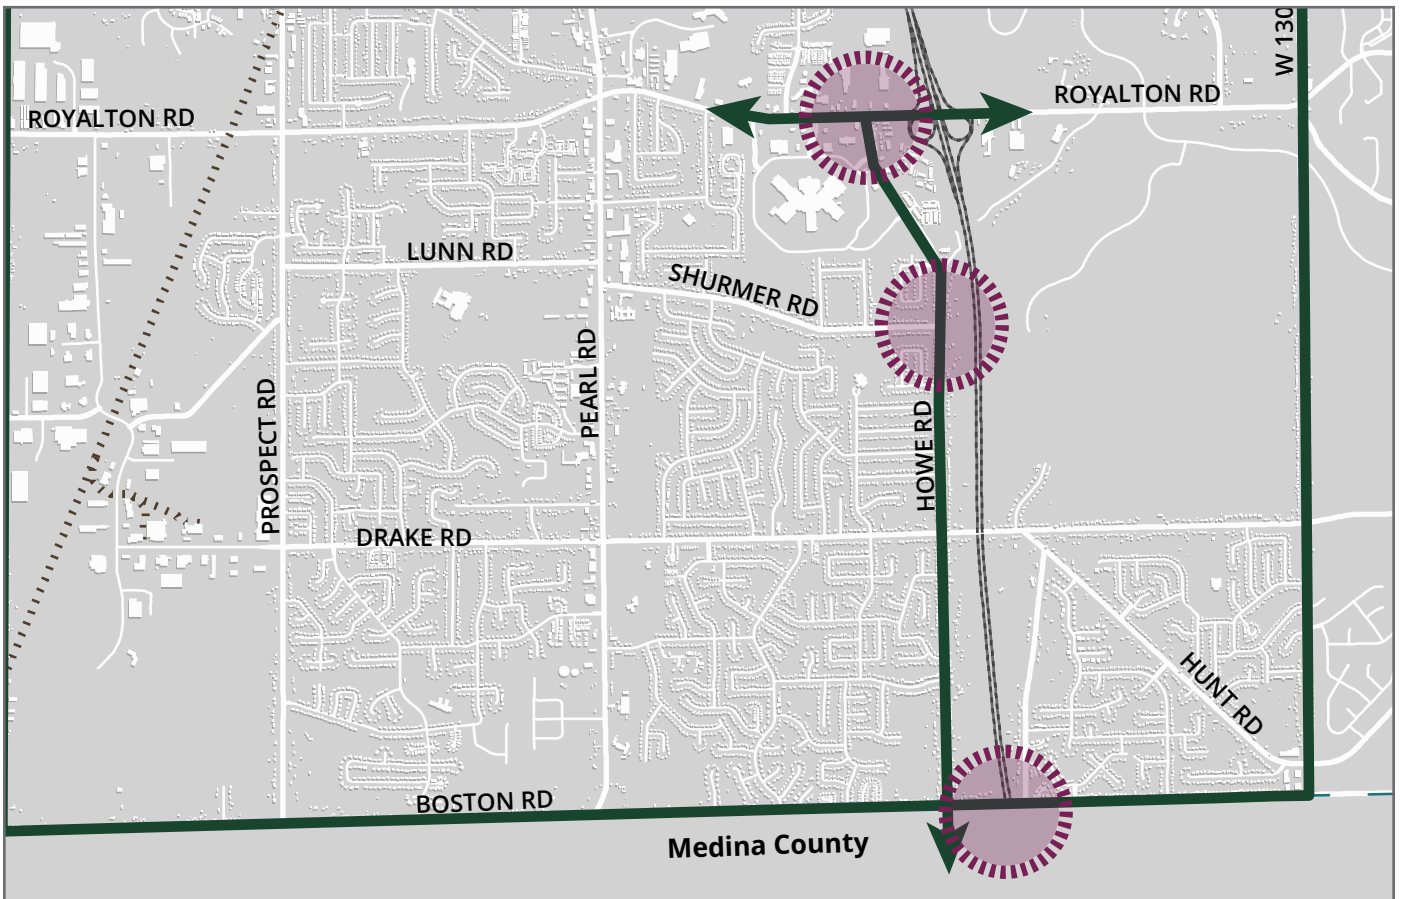 W 130
ROYALTON RD
ROYALTON RD
LUNN RD
SHURMER RD
PEARL RD
PROSPECT RD
HOWE RD
DRAKE RD
HUNT RD
BOSTON RD
Medina County